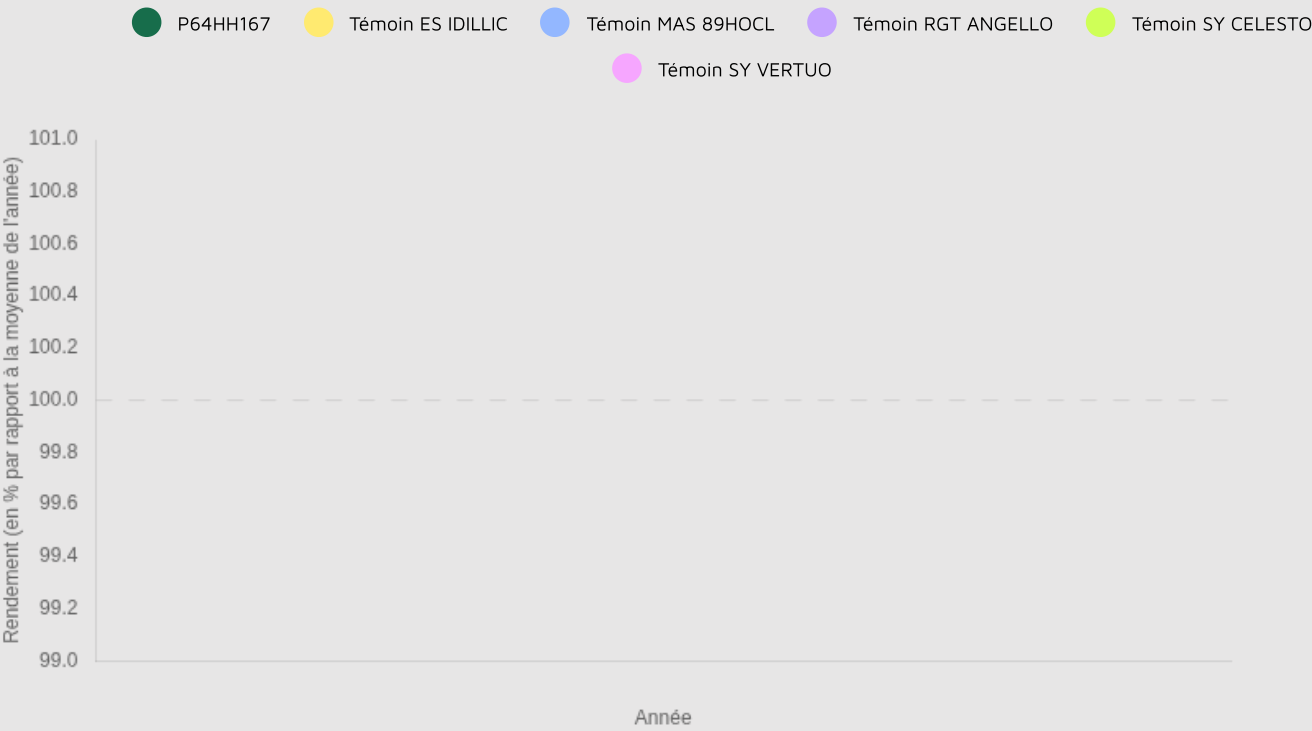 P64HH167 Témoin ES IDILLIC Témoin MAS 89HOCL Témoin RGT ANGELLO Témoin SY CELESTO
Témoin SY VERTUO
Rendement (en % par rapport à la moyenne de l'année)
101.0
100.8
100.6
100.4
100.2
100.0
99.8
99.6
99.4
99.2
99.0
Année